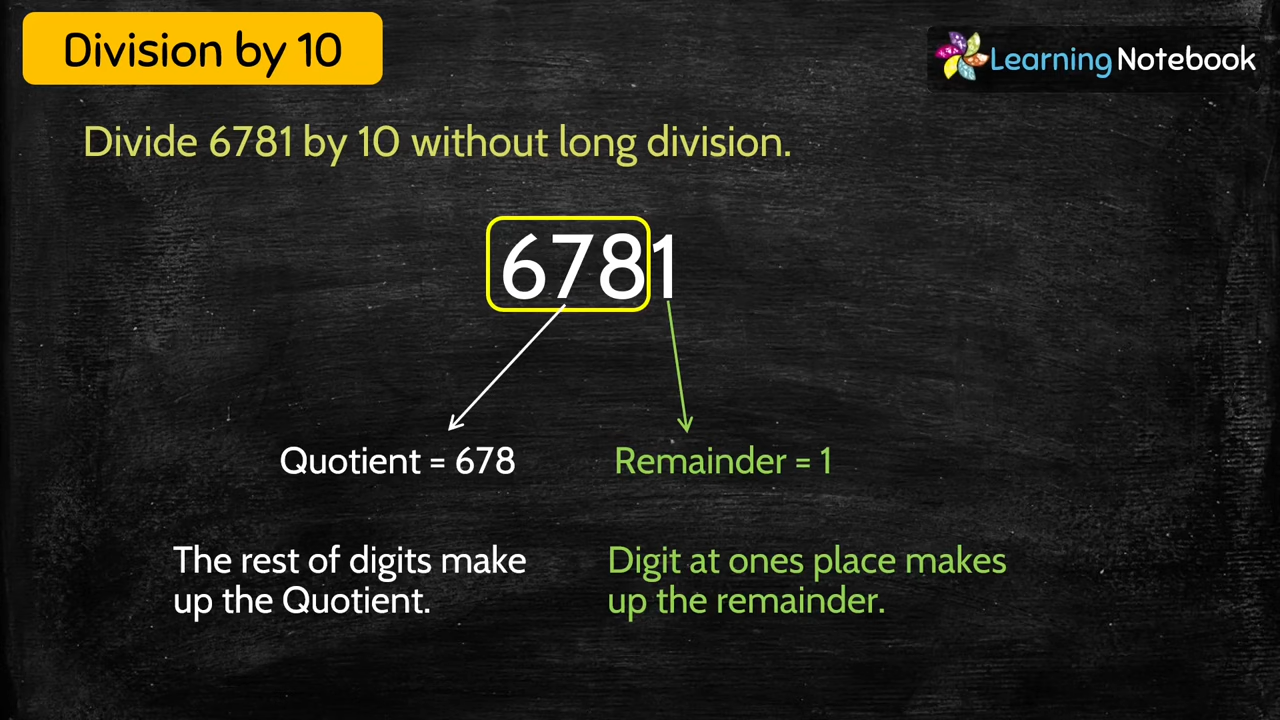 Division by 10
Learning Notebook
Divide 6781 by 10 without long division.
6781
Quotient = 678
Remainder = 1
The rest of digits make
up the Quotient.
Digit at ones place makes
up the remainder.